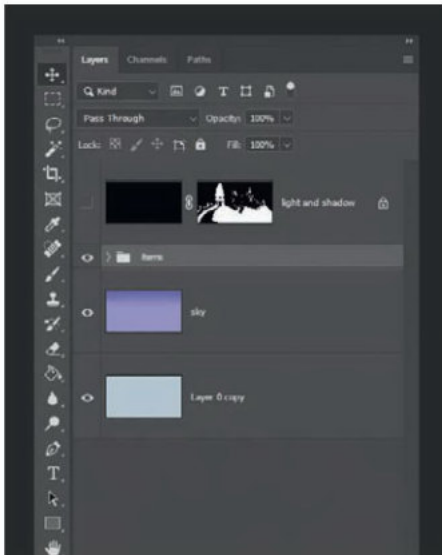 Layers Channels Paths
Kind
Pass Through Opacity: 100%
Lock: Fill: 100%
light and shadow
items
sky
Layer 0 copy